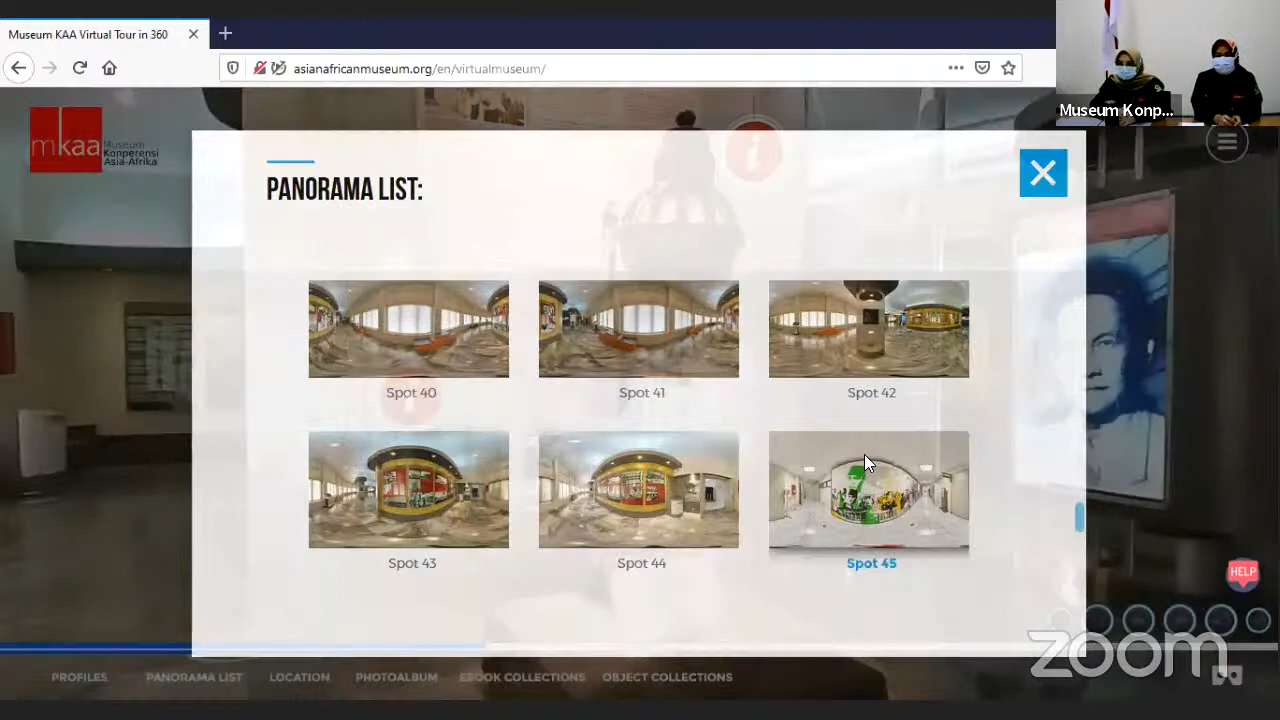 Museum KAA Virtual Tour in 360
asianafricanmuseum.org/en/virtualmuseum/
Museum Konp...
mkaa Museum
Konperensi
Asia-Afrika
PANORAMA LIST:
Spot 40
Spot 41
Spot 42
Spot 43
Spot 44
Spot 45
HELP
zoom
PROFILES
PANORAMA LIST
LOCATION
PHOTOALBUM
EBOOK COLLECTIONS
OBJECT COLLECTIONS